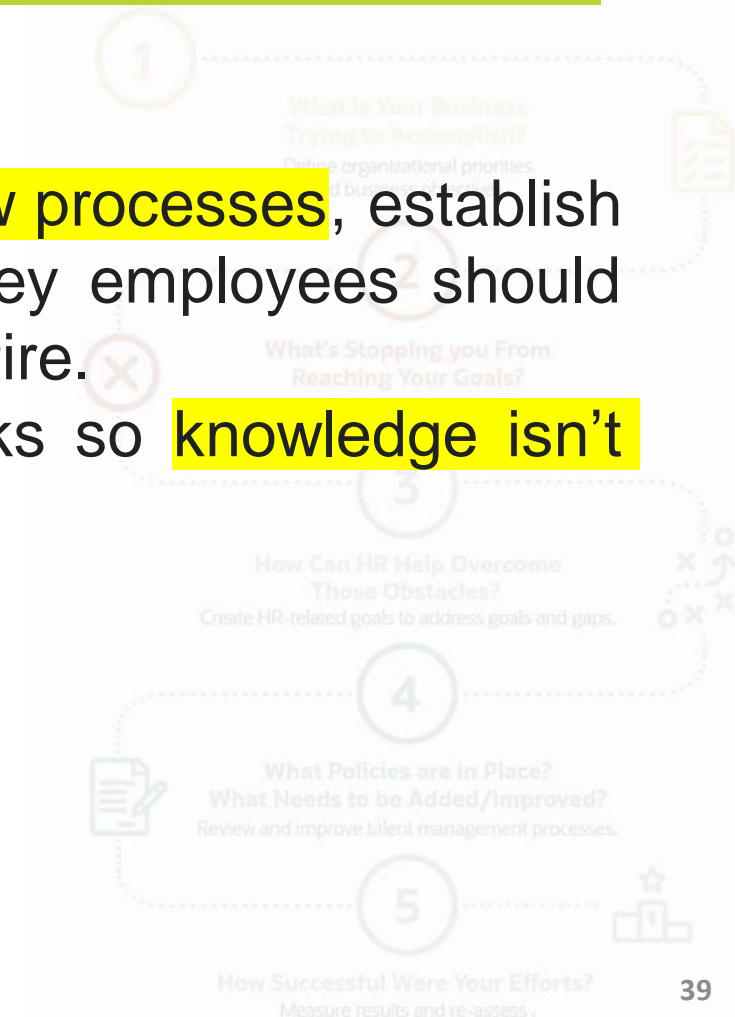 1
What is Your Business
Trying to Accomplish?
Define organizational priorities
w processes, establish
2
ey employees should
What's Stopping you From
ire.
Reaching Your Goals?
ks so knowledge isn't
3
How Can HR Help Overcome
Those Obstacles?
Create HR-related goals to address goals and gaps.
4
What Policies are in Place?
What Needs to be Added/improved?
Review and improve talent management processes.
5
1
How Successful Were Your Efforts?
39
Measure results and re-assess .